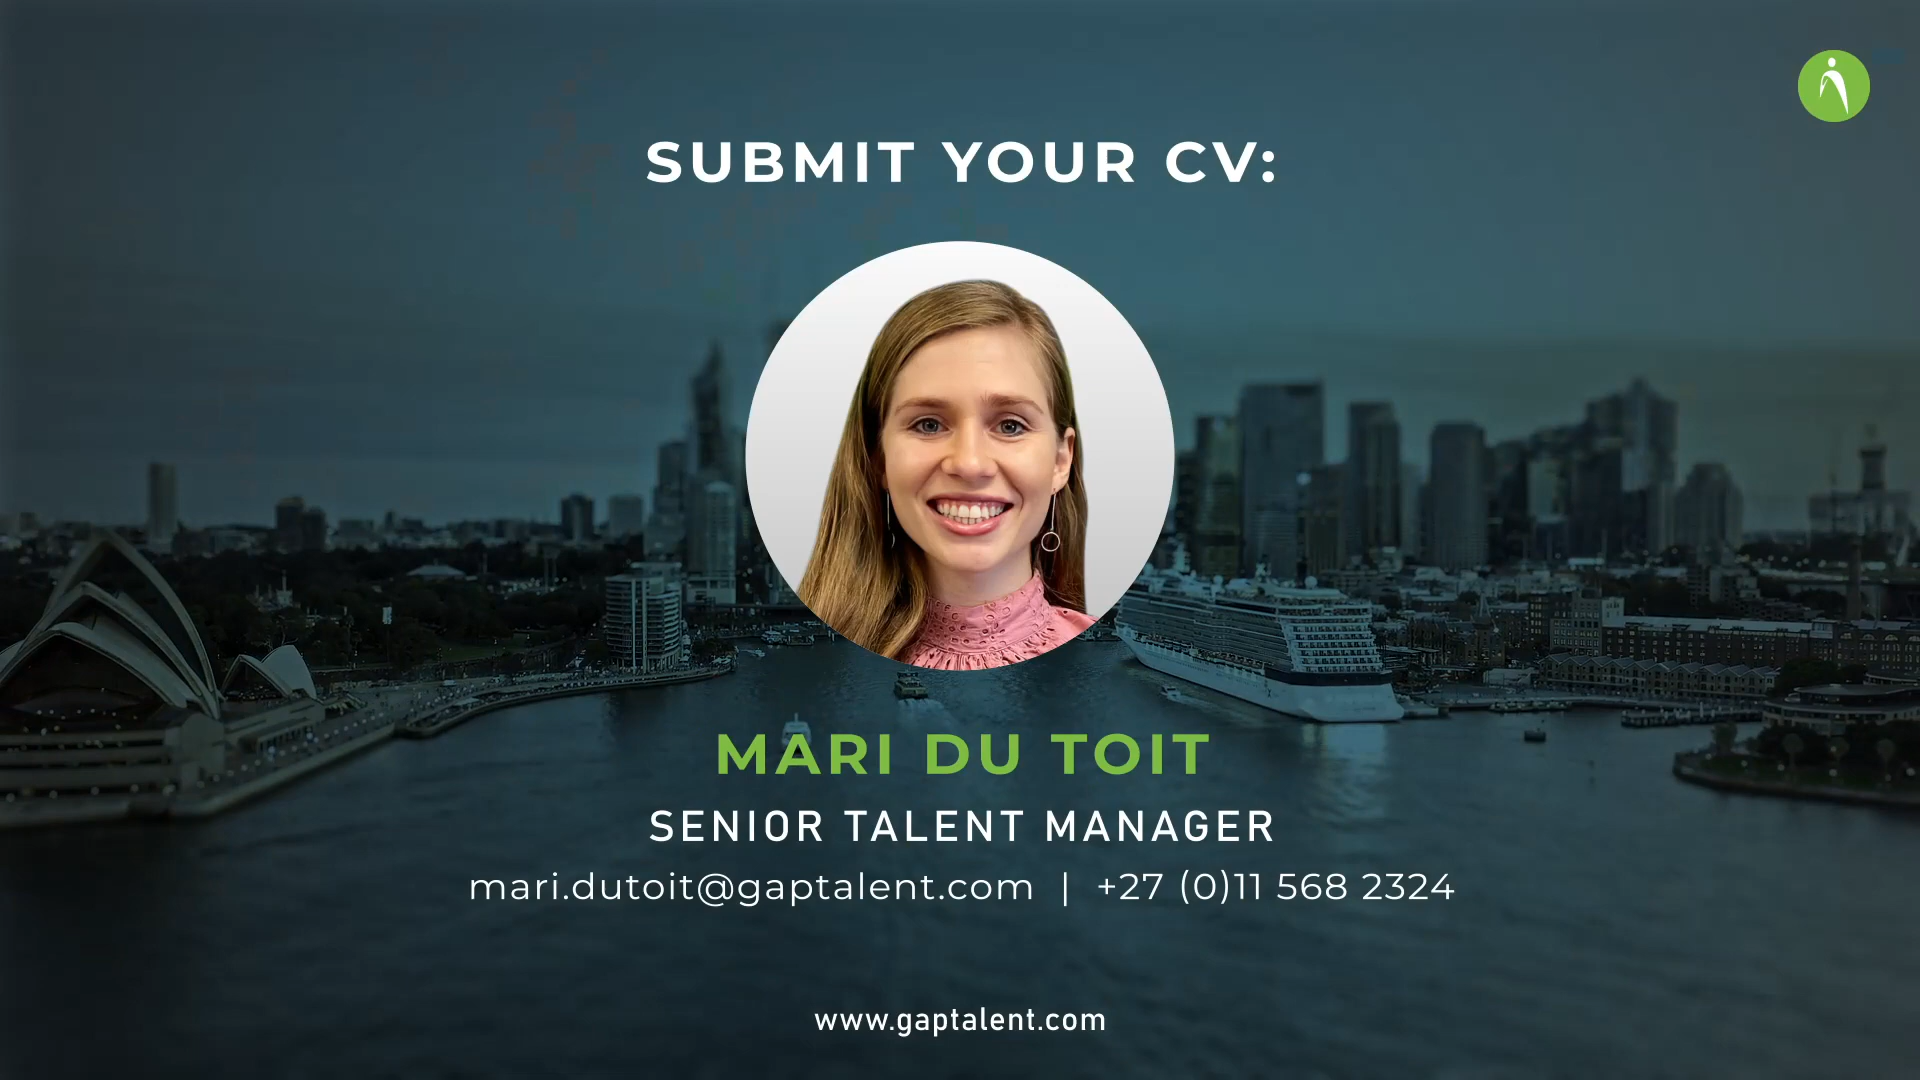 SUBMIT YOUR CV:
MARI DU TOIT
SENIOR TALENT MANAGER
mari.dutoit@gaptalent.com | +27 (0)11 568 2324
www.gaptalent.com